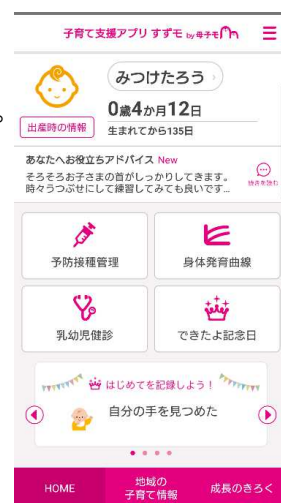 子育て支援アプリ すずモ by 母子モ
みつけたろう
0歳4か月12日
出産時の情報
生まれてから135日
あなたへお役立ちアドバイス New
そろそろお子さまの首がしっかりしてきます。
時々うつぶせにして練習してみても良いです...
続きを読む
予防接種管理
身体発育曲線
乳幼児健診
できたよ記念日
はじめてを記録しよう!
自分の手を見つめた
HOME
地域の
子育て情報
成長のきろく